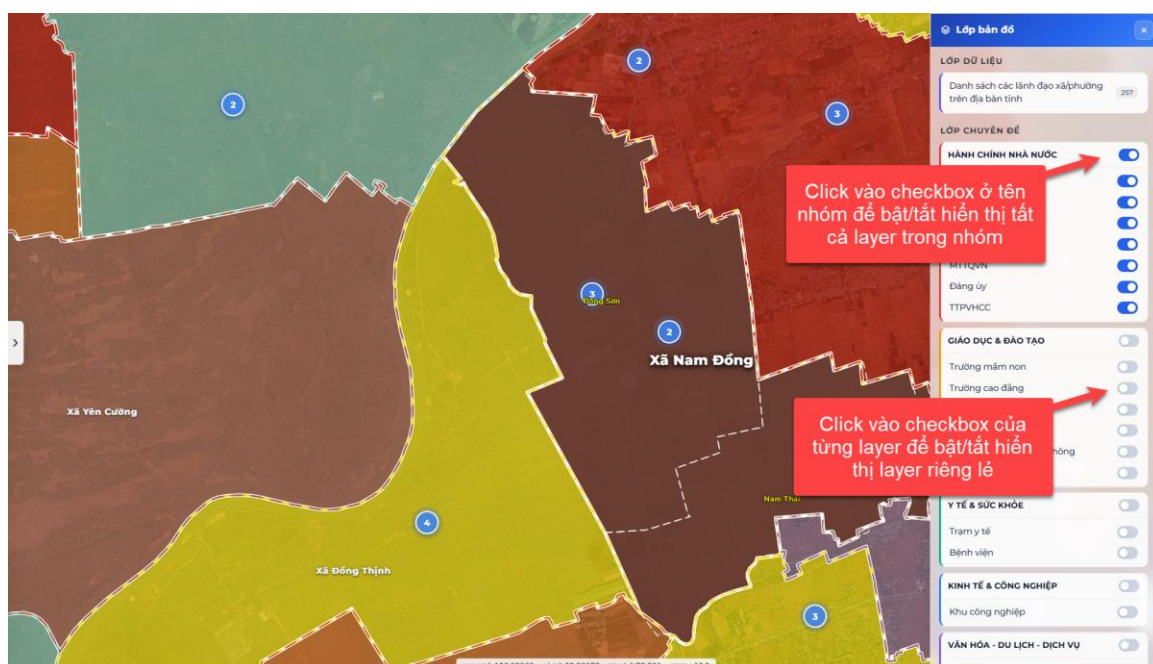 Lớp bản đồ
LỚP DỮ LIỆU
Danh sách các lãnh đạo xã/phường
trên địa bàn tỉnh
257
LỚP CHUYÊN ĐỀ
HÀNH CHÍNH NHÀ NƯỚC
Click vào checkbox ở tên
nhóm để bật/tắt hiển thị tất
cả layer trong nhóm
MTTQVN
Đảng ủy
TTPVHCC
GIÁO DỤC & ĐÀO TẠO
Trường mầm non
Trường cao đẳng
Click vào checkbox của
từng layer để bật/tắt hiển
thị layer riêng lẻ
hông
Y TẾ & SỨC KHỎE
Trạm y tế
Bệnh viện
KINH TẾ & CÔNG NGHIỆP
Khu công nghiệp
VĂN HÓA - DU LỊCH - DỊCH VỤ
2
2
3
3
Đồng Sơn
2
Xã Nam Đồng
Xã Yên Cường
Nam Thái
4
Xã Đồng Thịnh
3